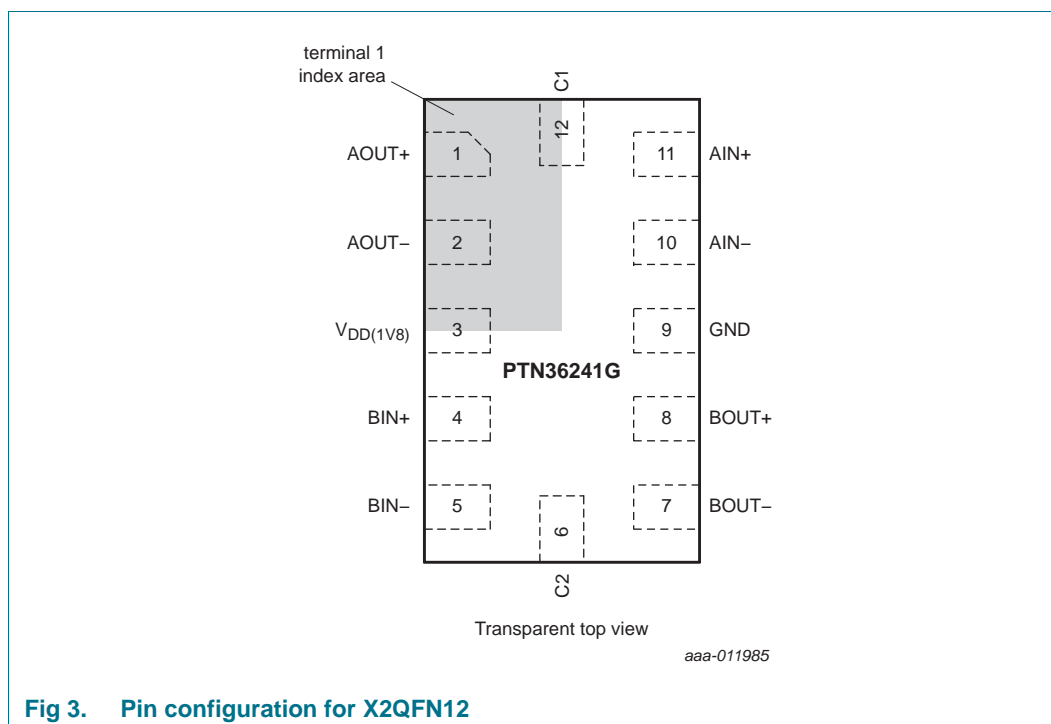 terminal 1
index area
C1
12
AOUT+ 1 11 AIN+
AOUT− 2 10 AIN−
VDD(1V8) 3 9 GND
PTN36241G
BIN+ 4 8 BOUT+
BIN− 5 7 BOUT−
6
C2
Transparent top view
aaa-011985
Fig 3. Pin configuration for X2QFN12